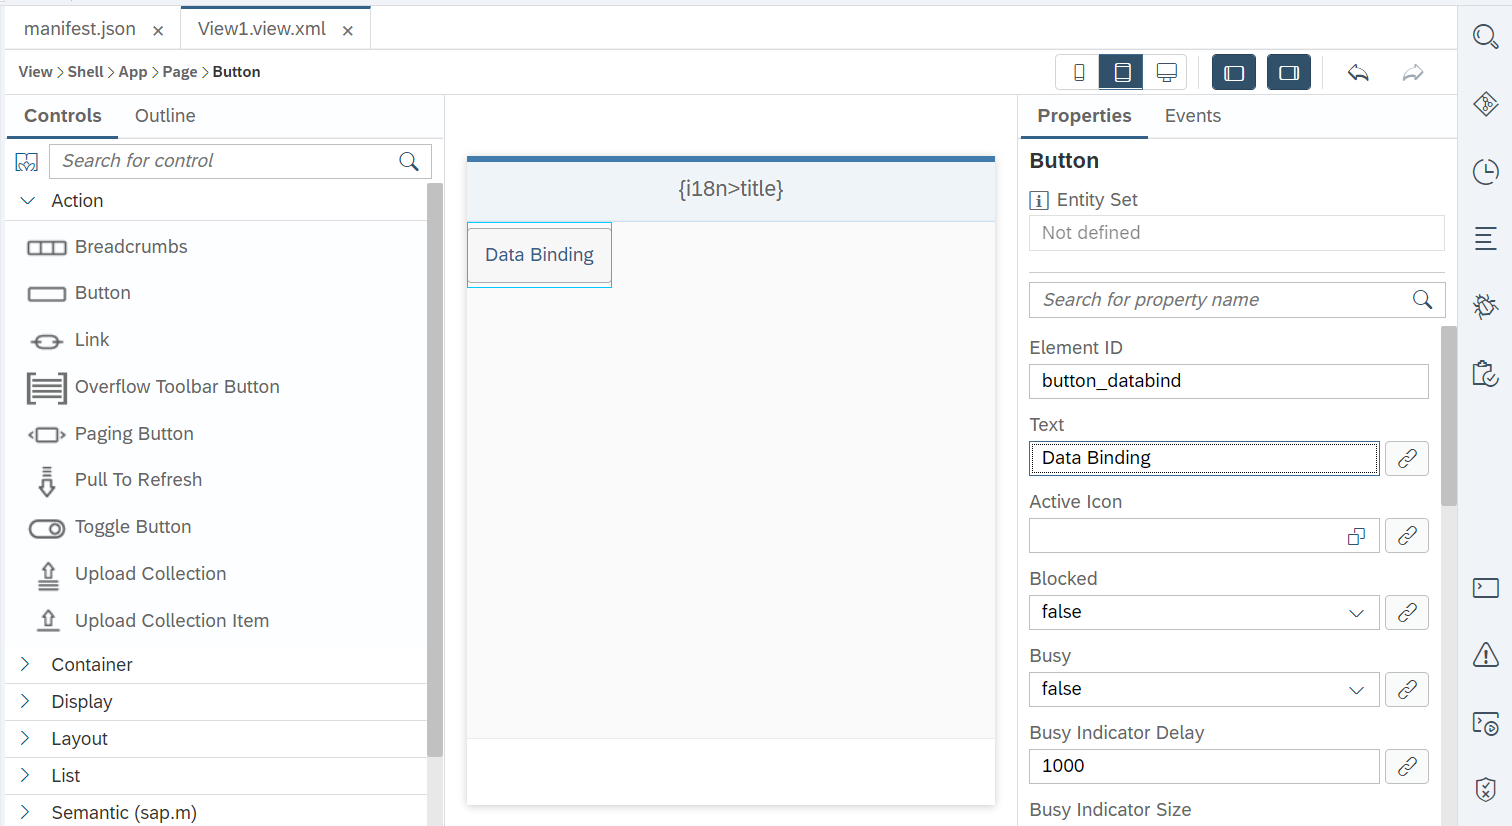 manifest.json ×
View1.view.xml ×
View > Shell > App > Page > Button
Controls
Outline
Search for control
Action
Breadcrumbs
Button
Link
Overflow Toolbar Button
Paging Button
Pull To Refresh
Toggle Button
Upload Collection
Upload Collection Item
Container
Display
Layout
List
Semantic (sap.m)
{i18n>title}
Data Binding
Properties
Events
Button
Entity Set
Not defined
Search for property name
Element ID
button_databind
Text
Data Binding
Active Icon
Blocked
false
Busy
false
Busy Indicator Delay
1000
Busy Indicator Size